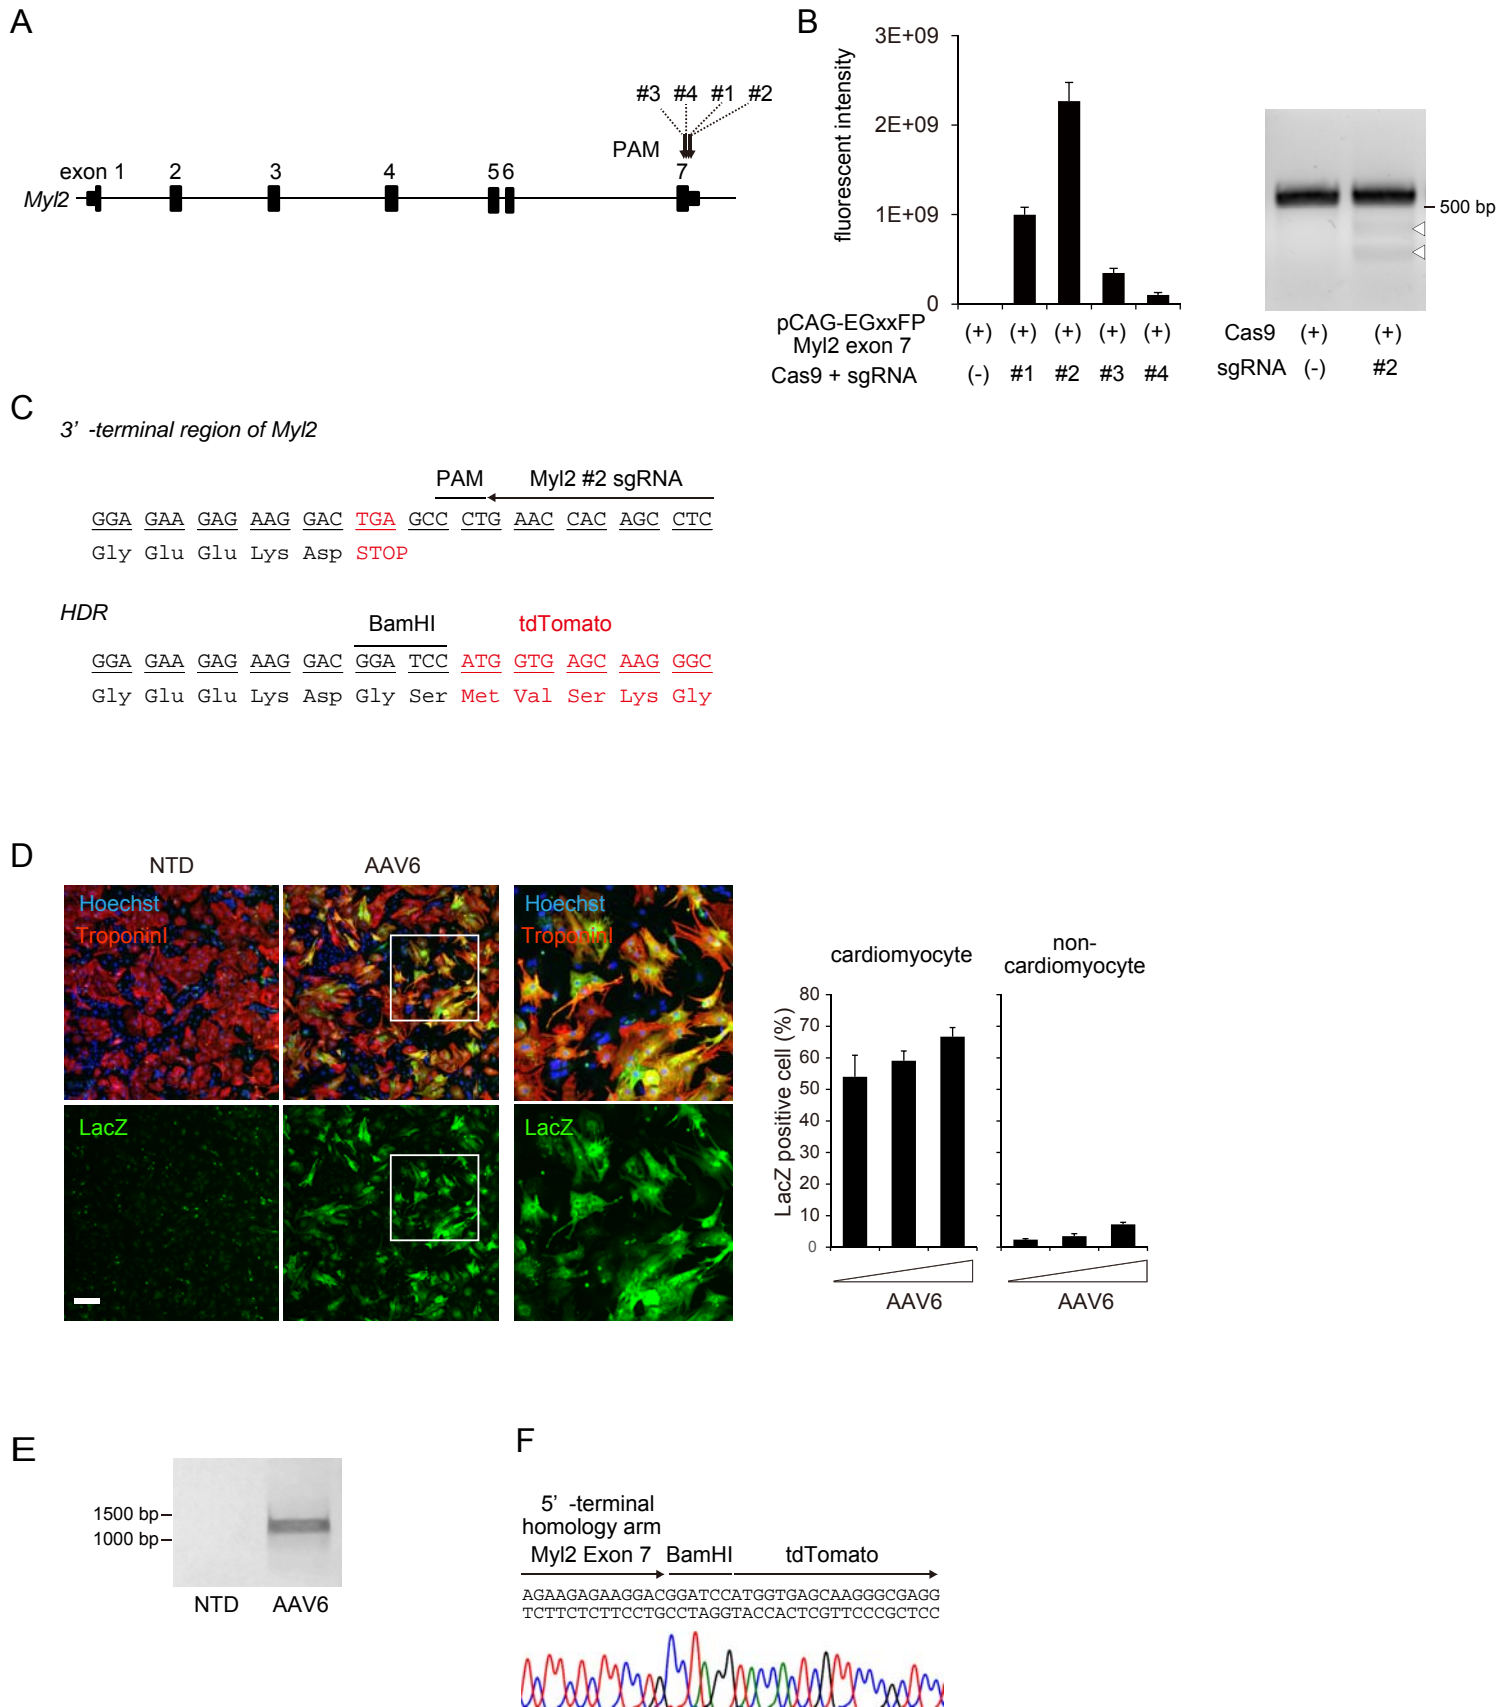 A
#3 #4 #1 #2
PAM
exon 1 2 3 4 5 6 7
Myl2
B
fluorescent intensity
3E+09
2E+09
1E+09
0
pCAG-EGxxFP
Myl2 exon 7
(+) (+) (+) (+) (+)
Cas9 + sgRNA (-) #1 #2 #3 #4
500 bp
Cas9 (+) (+)
sgRNA (-) #2
C
3' -terminal region of Myl2
PAM Myl2 #2 sgRNA
GGA GAA GAG AAG GAC TGA GCC CTG AAC CAC AGC CTC
Gly Glu Glu Lys Asp STOP
HDR
BamHI tdTomato
GGA GAA GAG AAG GAC GGA TCC ATG GTG AGC AAG GGC
Gly Glu Glu Lys Asp Gly Ser Met Val Ser Lys Gly
D
NTD AAV6
Hoechst
TroponinI
Hoechst
TroponinI
LacZ
LacZ
cardiomyocyte
non-
cardiomyocyte
LacZ positive cell (%)
80
70
60
50
40
30
20
10
0
AAV6
AAV6
E
1500 bp
1000 bp
NTD AAV6
F
5' -terminal
homology arm
Myl2 Exon 7 BamHI tdTomato
AGAAGAGAAGGACGGATCCATGGTGAGCAAGGGCGAGG
TCTTCTCTTCCTGCCTAGGTACCACTCGTTCCCGCTCC